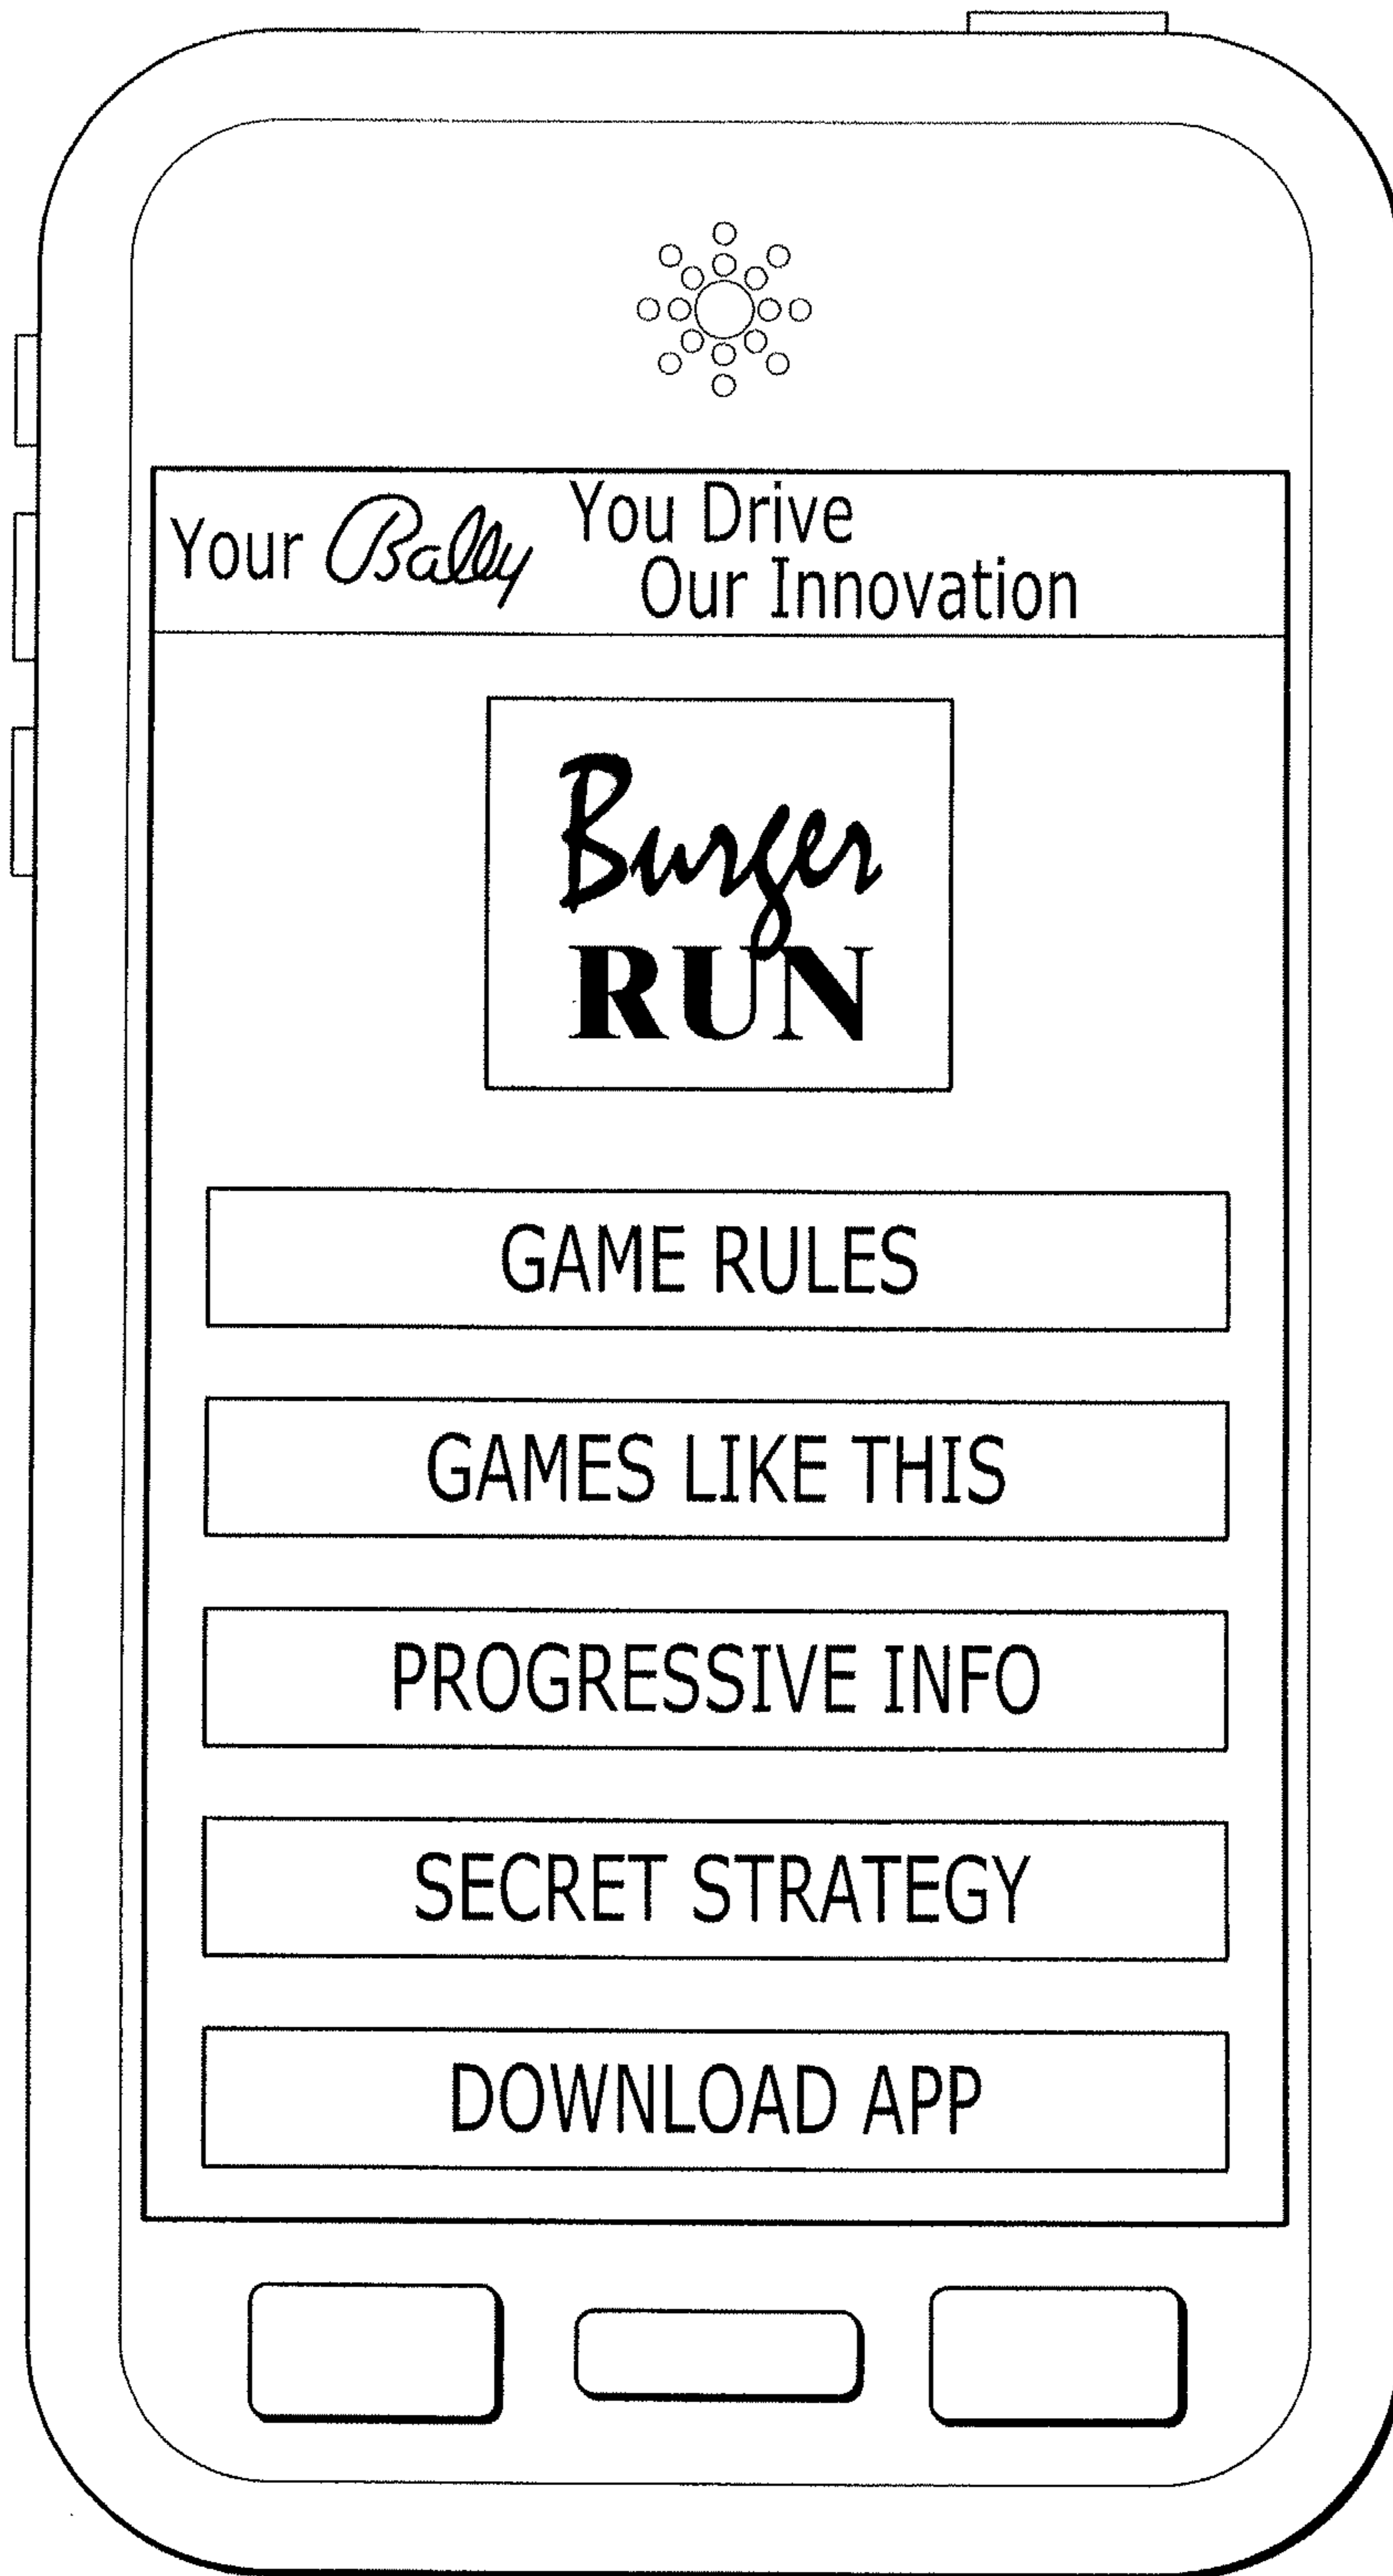 Your Bally You Drive
Our Innovation
Burger
RUN
GAME RULES
GAMES LIKE THIS
PROGRESSIVE INFO
SECRET STRATEGY
DOWNLOAD APP